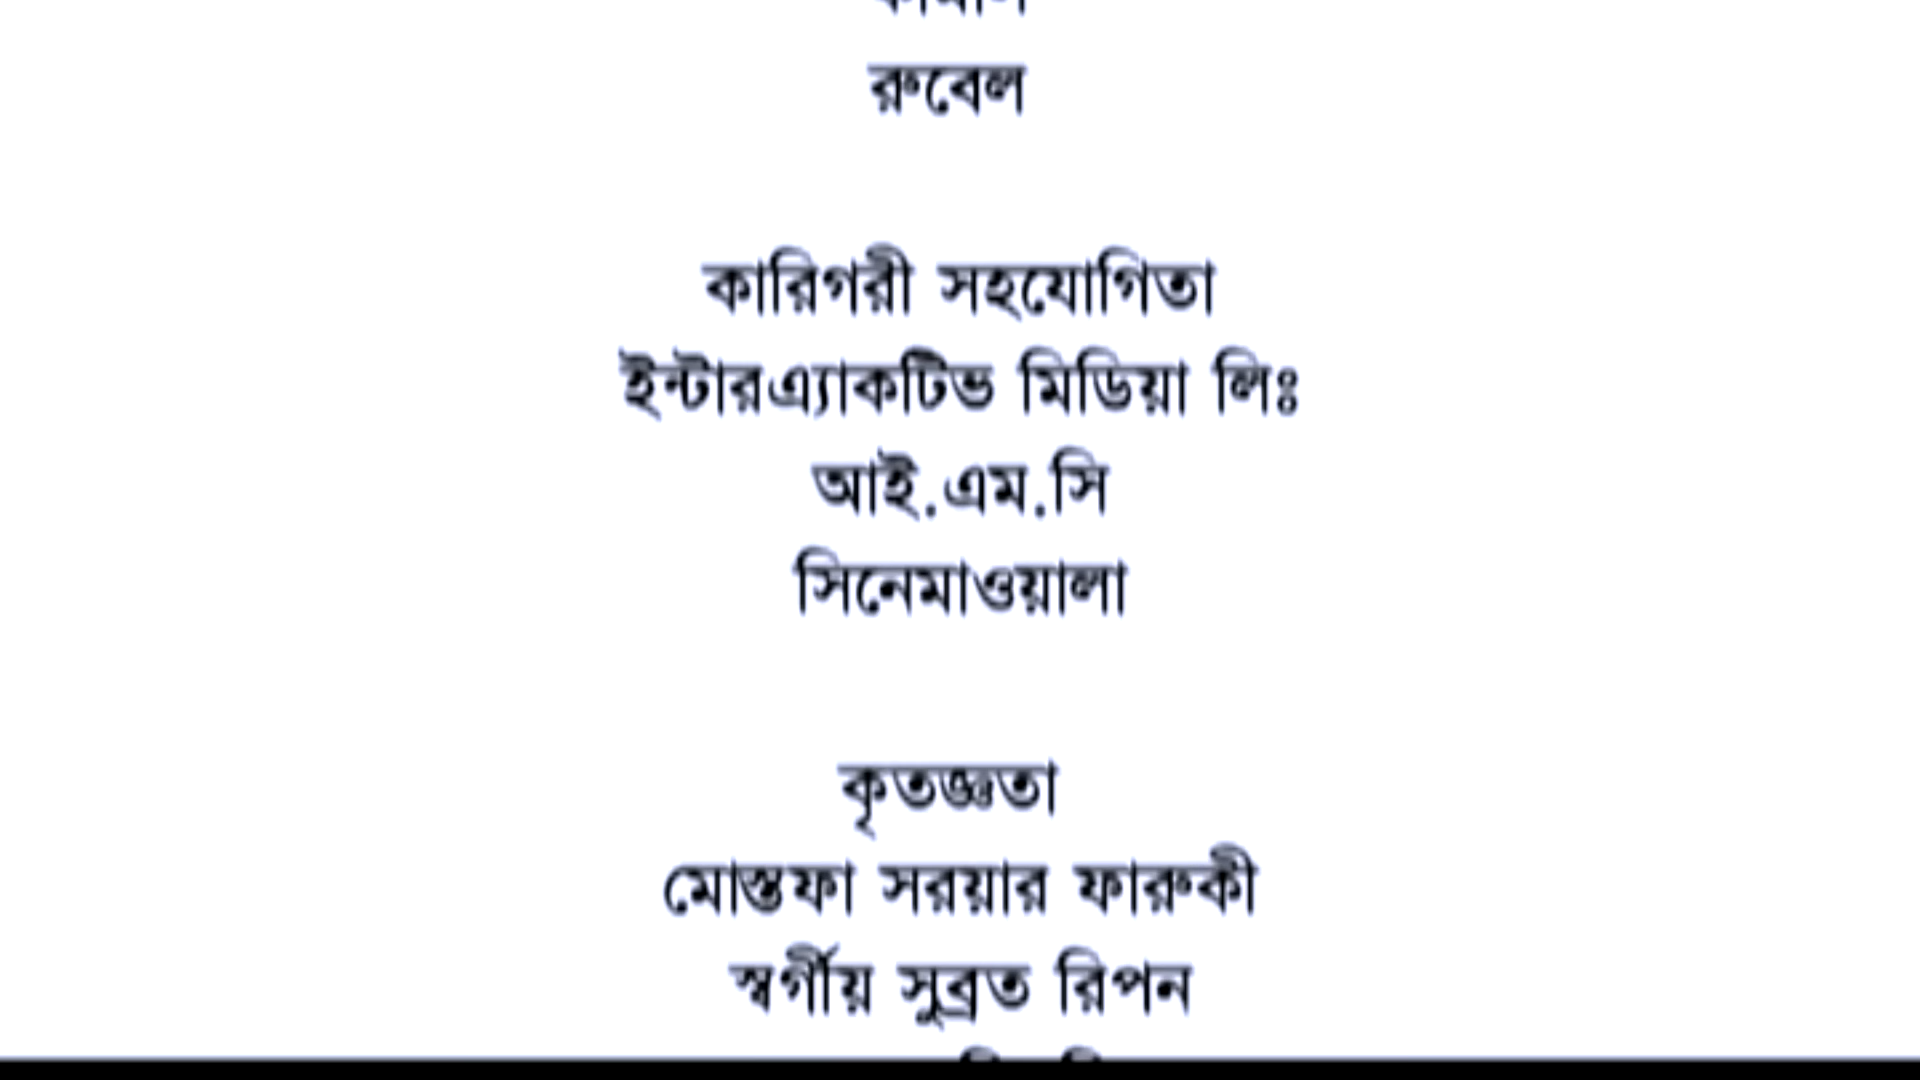 রুবেল
কারিগরী সহযোগিতা
ইন্টারএ্যাকটিভ মিডিয়া লিঃ
আই.এম.সি
সিনেমাওয়ালা
কৃতজ্ঞতা
মোস্তফা সরয়ার ফারুকী
স্বর্গীয় সুব্রত রিপন